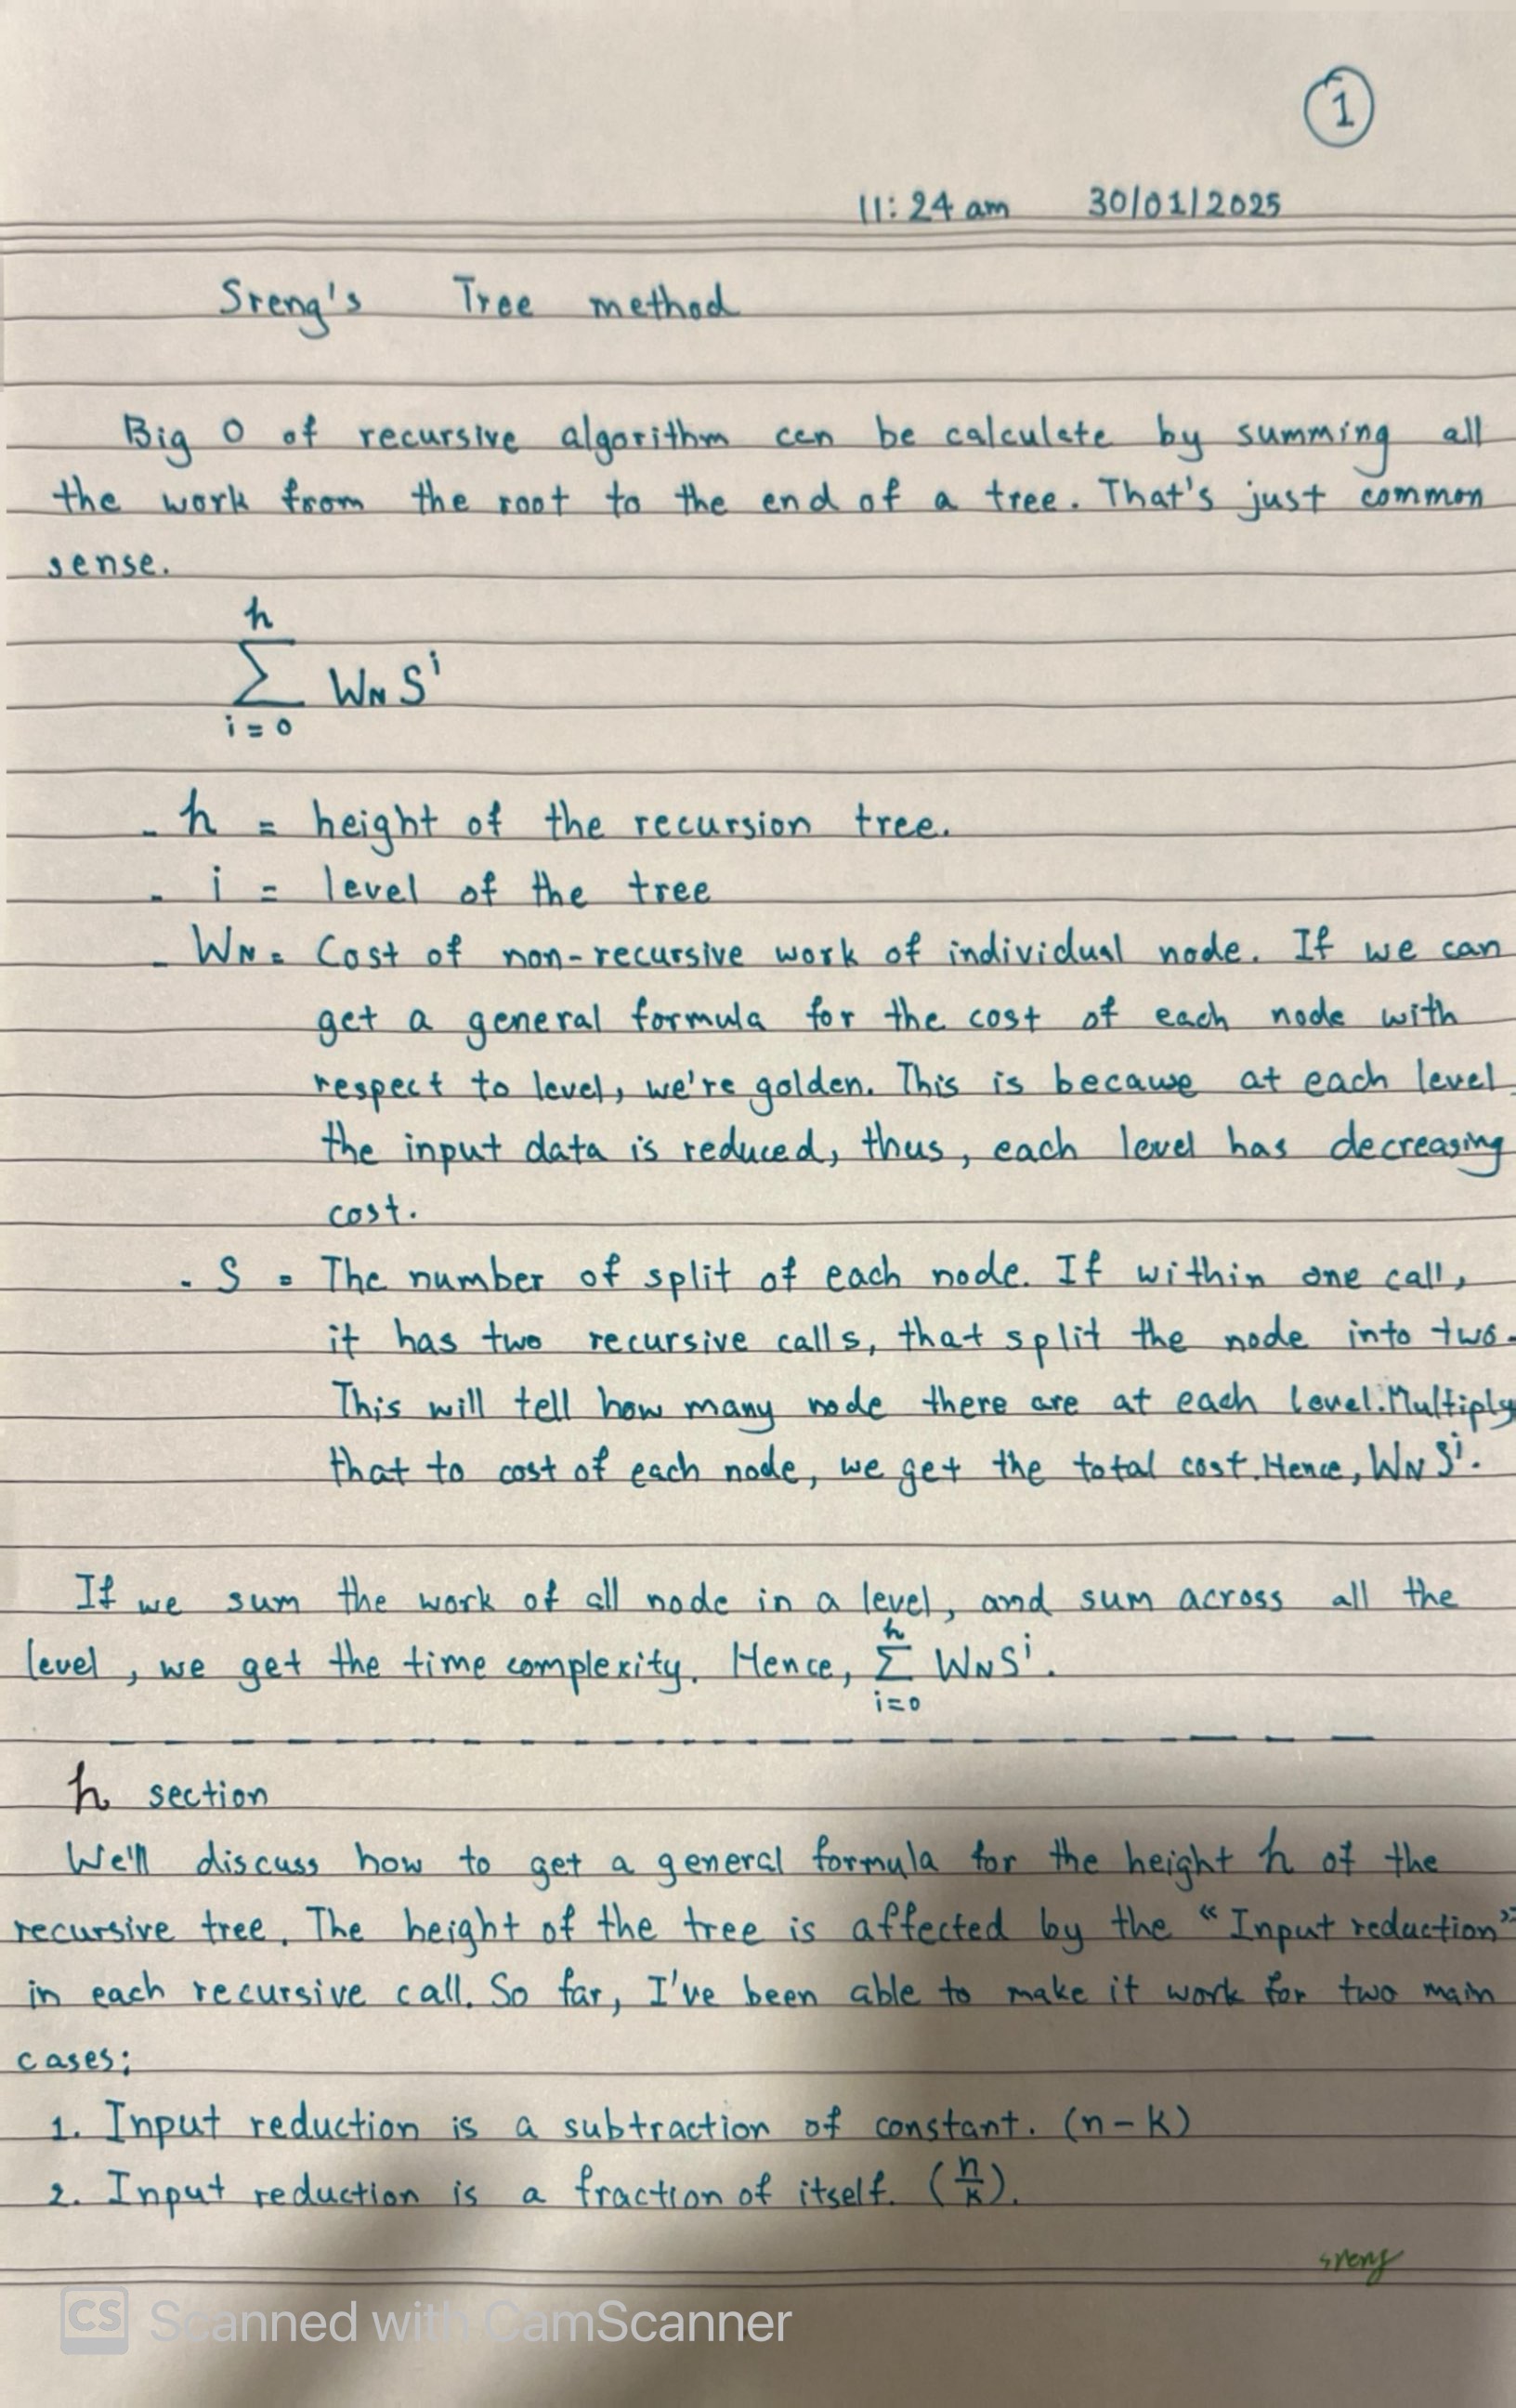 1
11:24 am 30/01/2025
Sreng's Tree method
Big O of recursive algorithm can be calculate by summing all
the work from the root to the end of a tree. That's just common
sense.
h
∑ W_N S^i
i = 0
- h = height of the recursion tree.
- i = level of the tree
- W_N = Cost of non-recursive work of individual node. If we can
get a general formula for the cost of each node with
respect to level, we're golden. This is because at each level
the input data is reduced, thus, each level has decreasing
cost.
- S = The number of split of each node. If within one call,
it has two recursive calls, that split the node into two.
This will tell how many node there are at each level. Multiply
that to cost of each node, we get the total cost. Hence, W_N S^i.
If we sum the work of all node in a level, and sum across all the
level, we get the time complexity. Hence, ∑_{i=0}^{h} W_N S^i.
h section
We'll discuss how to get a general formula for the height h of the
recursive tree. The height of the tree is affected by the "Input reduction"
in each recursive call. So far, I've been able to make it work for two main
cases:
1. Input reduction is a subtraction of constant. (n - k)
2. Input reduction is a fraction of itself. (n/k).
sreng
CS Scanned with CamScanner